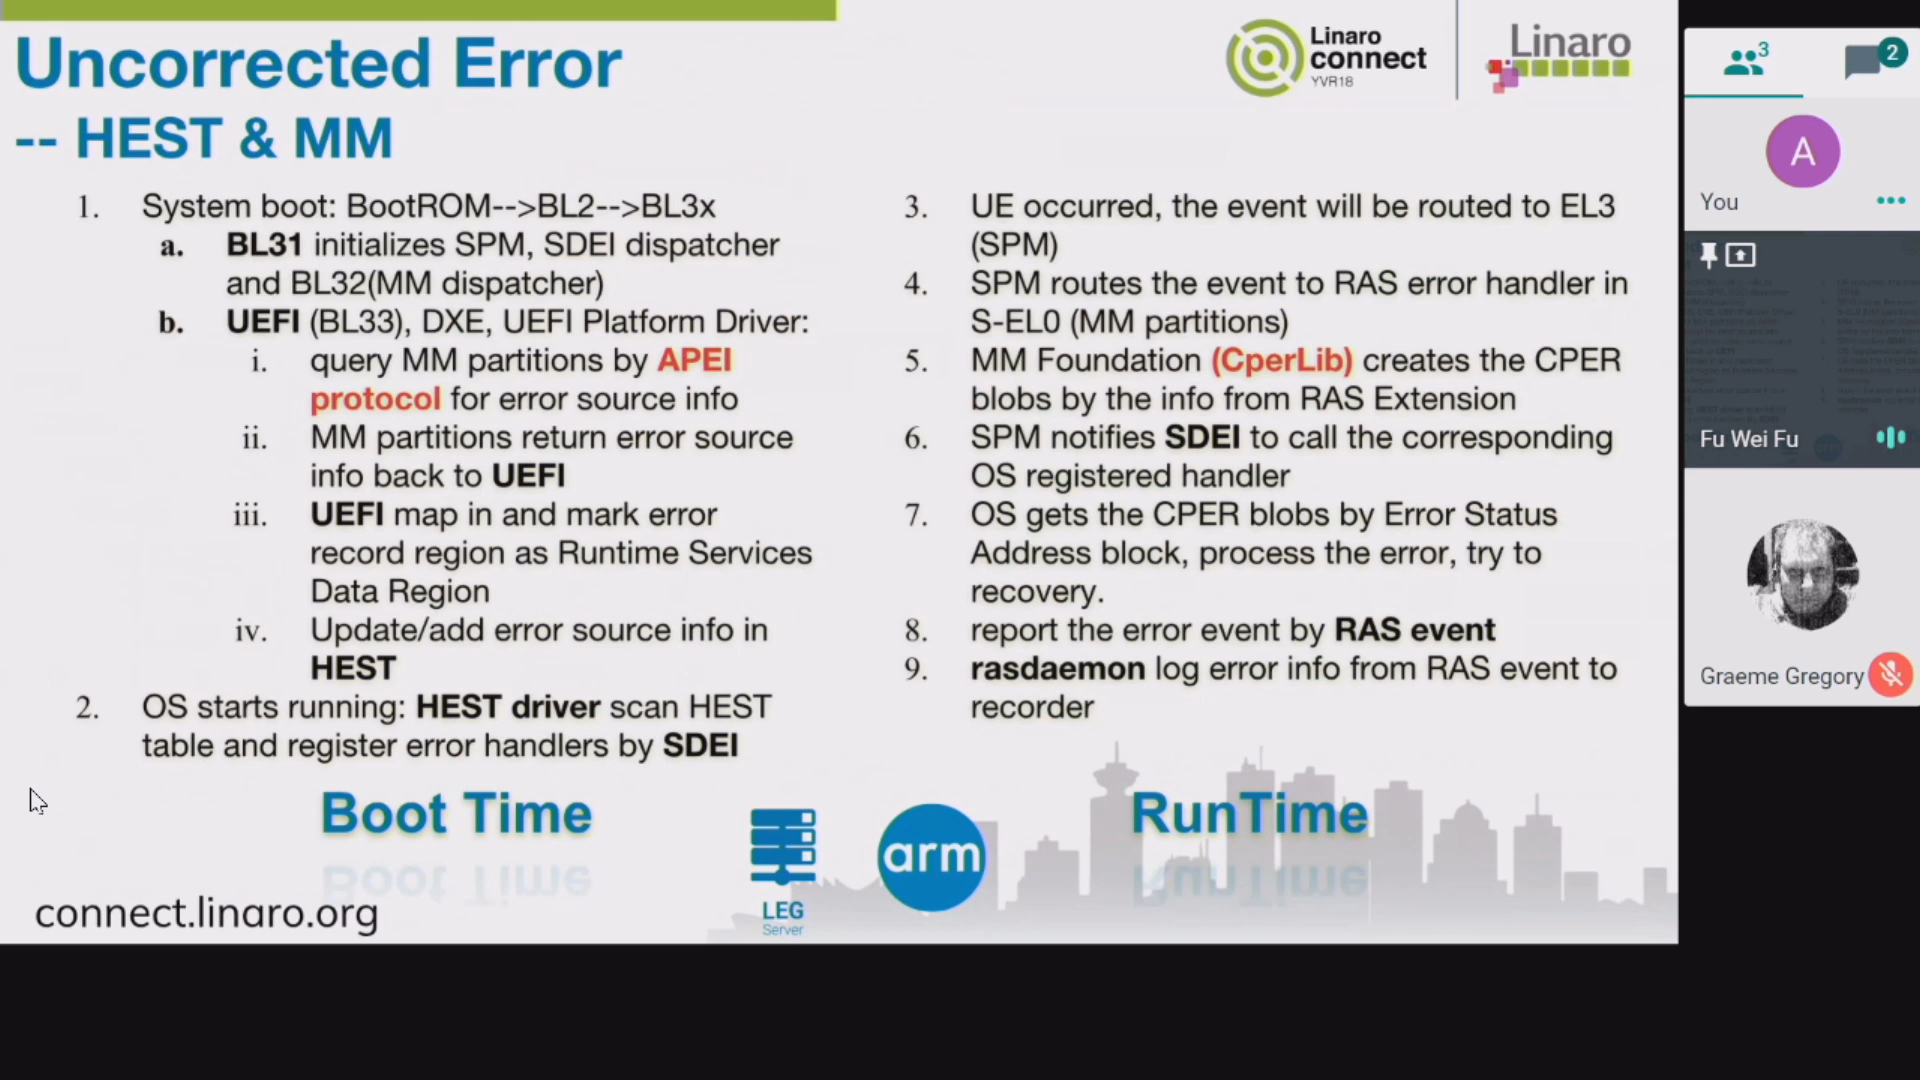 Uncorrected Error
-- HEST & MM
Linaro
connect
YVR18
Linaro
1. System boot: BootROM-->BL2-->BL3x
a. BL31 initializes SPM, SDEI dispatcher
and BL32(MM dispatcher)
b. UEFI (BL33), DXE, UEFI Platform Driver:
i. query MM partitions by APEI
protocol for error source info
ii. MM partitions return error source
info back to UEFI
iii. UEFI map in and mark error
record region as Runtime Services
Data Region
iv. Update/add error source info in
HEST
2. OS starts running: HEST driver scan HEST
table and register error handlers by SDEI
Boot Time
3. UE occurred, the event will be routed to EL3
(SPM)
4. SPM routes the event to RAS error handler in
S-EL0 (MM partitions)
5. MM Foundation (CperLib) creates the CPER
blobs by the info from RAS Extension
6. SPM notifies SDEI to call the corresponding
OS registered handler
7. OS gets the CPER blobs by Error Status
Address block, process the error, try to
recovery.
8. report the error event by RAS event
9. rasdaemon log error info from RAS event to
recorder
RunTime
connect.linaro.org
LEG
Server
arm
3
2
A
You
Fu Wei Fu
Graeme Gregory